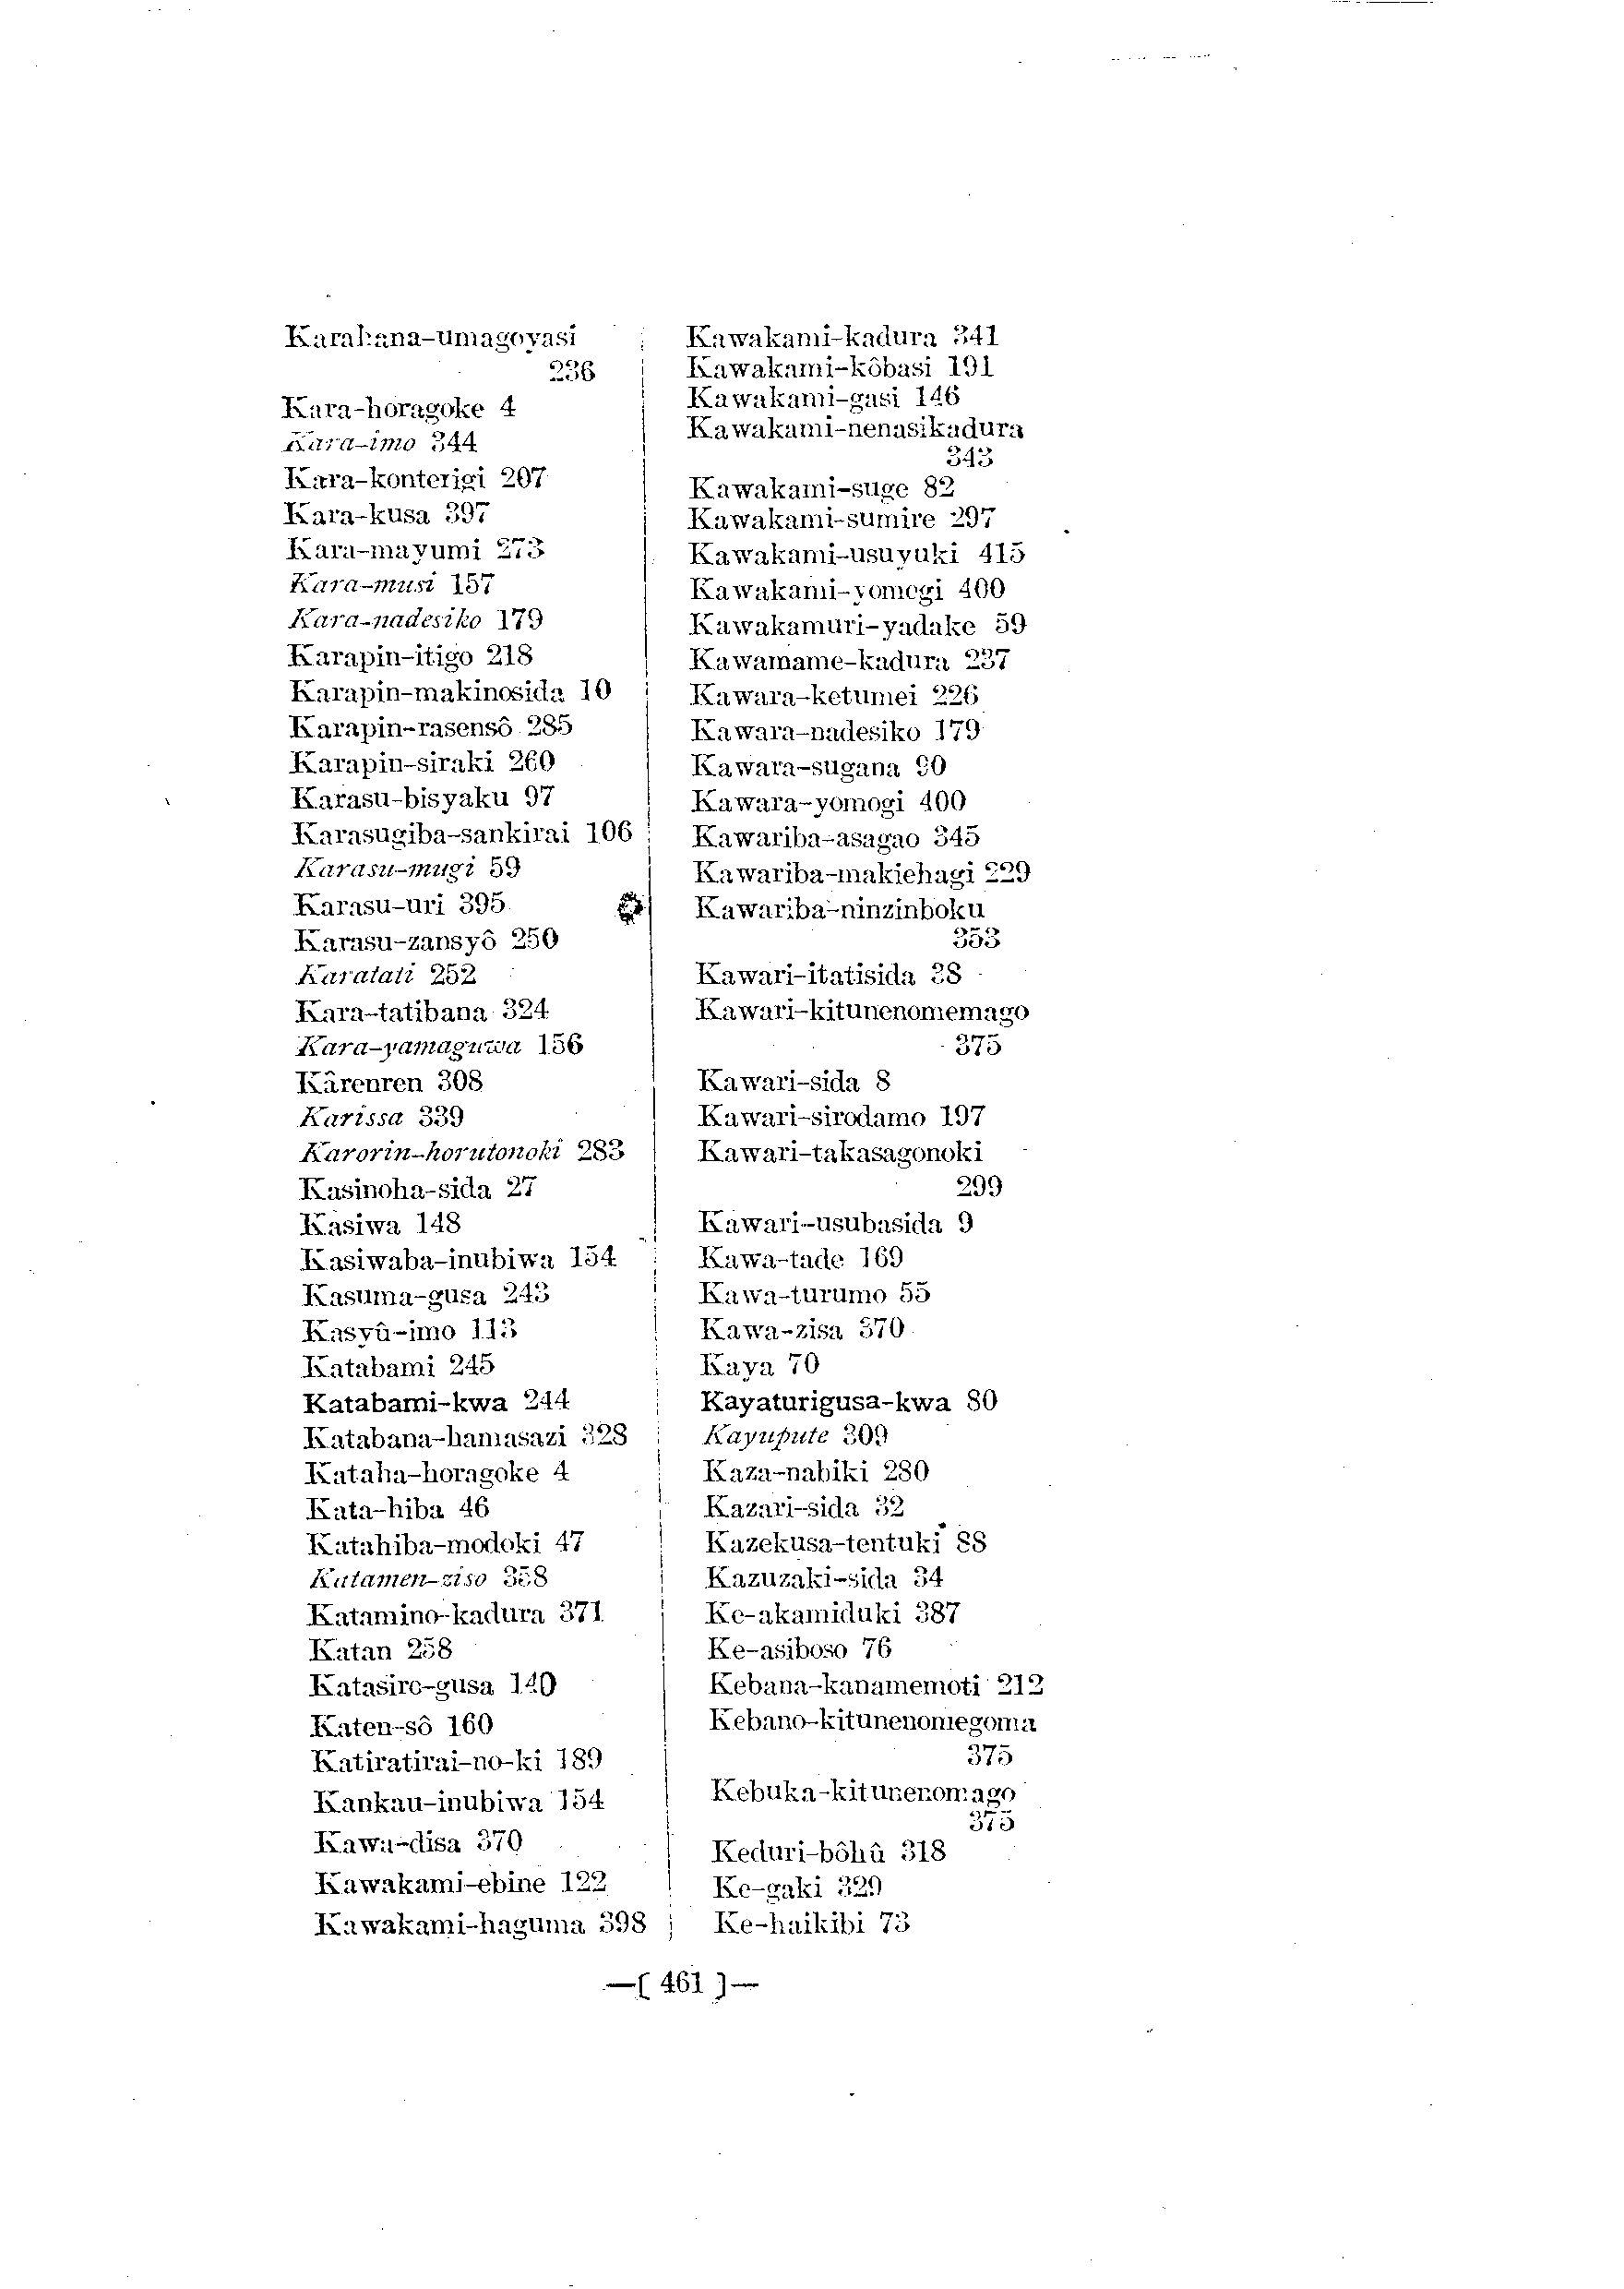 Karahana-umagoyasi
236
Kara-horagoke 4
Kara-imo 344
Kara-konterigi 207
Kara-kusa 397
Kara-mayumi 273
Kara-musi 157
Kara-nadesiko 179
Karapin-itigo 218
Karapin-makinosida 10
Karapin-rasensô 285
Karapin-siraki 260
Karasu-bisyaku 97
Karasugiba-sankirai 106
Karasu-mugi 59
Karasu-uri 395
Karasu-zansyô 250
Karatati 252
Kara-tatibana 324
Kara-yamaguwa 156
Kârenren 308
Karissa 339
Karorin-horutonoki 283
Kasinoha-sida 27
Kasiwa 148
Kasiwaba-inubiwa 154
Kasuma-gusa 243
Kasyû-imo 113
Katabami 245
Katabami-kwa 244
Katabana-hamasazi 328
Kataha-horagoke 4
Kata-hiba 46
Katahiba-modoki 47
Katamen-ziso 358
Katamino-kadura 371
Katan 258
Katasiro-gusa 140
Katen-sô 160
Katiratirai-no-ki 189
Kankau-inubiwa 154
Kawa-disa 370
Kawakami-ebine 122
Kawakami-haguma 398
Kawakami-kadura 341
Kawakami-kôbasi 191
Kawakami-gasi 146
Kawakami-nenasikadura
343
Kawakami-suge 82
Kawakami-sumire 297
Kawakami-usuyuki 415
Kawakami-yomogi 400
Kawakamuri-yadake 59
Kawamame-kadura 237
Kawara-ketumei 226
Kawara-nadesiko 179
Kawara-sugana 90
Kawara-yomogi 400
Kawariba-asagao 345
Kawariba-makiehagi 229
Kawariba-ninzinboku
353
Kawari-itatisida 38
Kawari-kitunenomemago
375
Kawari-sida 8
Kawari-sirodamo 197
Kawari-takasagonoki
299
Kawari-usubasida 9
Kawa-tade 169
Kawa-turumo 55
Kawa-zisa 370
Kaya 70
Kayaturigusa-kwa 80
Kayupute 309
Kaza-nabiki 280
Kazari-sida 32
Kazekusa-tentuki 88
Kazuzaki-sida 34
Ke-akamiduki 387
Ke-asiboso 76
Kebana-kanamemoti 212
Kebano-kitunenomegoma
375
Kebuka-kitunenomago
375
Keduri-bôhû 318
Ke-gaki 329
Ke-haikibi 73
—[ 461 ]—